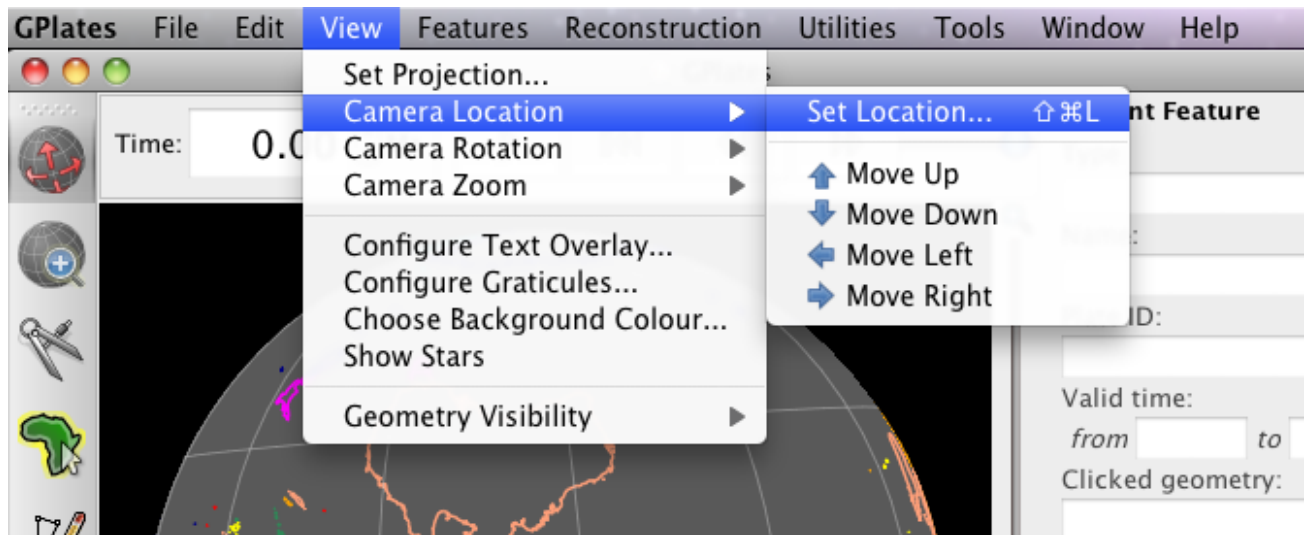 GPlates File Edit View Features Reconstruction Utilities Tools Window Help
Set Projection...
Camera Location
Set Location... ⇧⌘L
Feature
Time:
Camera Rotation
Camera Zoom
Move Up
Move Down
Move Left
Move Right
Configure Text Overlay...
Configure Graticules...
Choose Background Colour...
Show Stars
Geometry Visibility
ID:
Valid time:
from to
Clicked geometry: